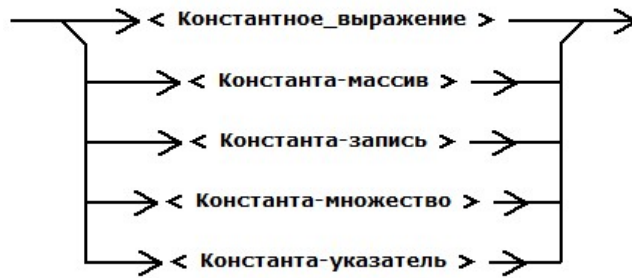 < Константное_выражение >
< Константа-массив >
< Константа-запись >
< Константа-множество >
< Константа-указатель >